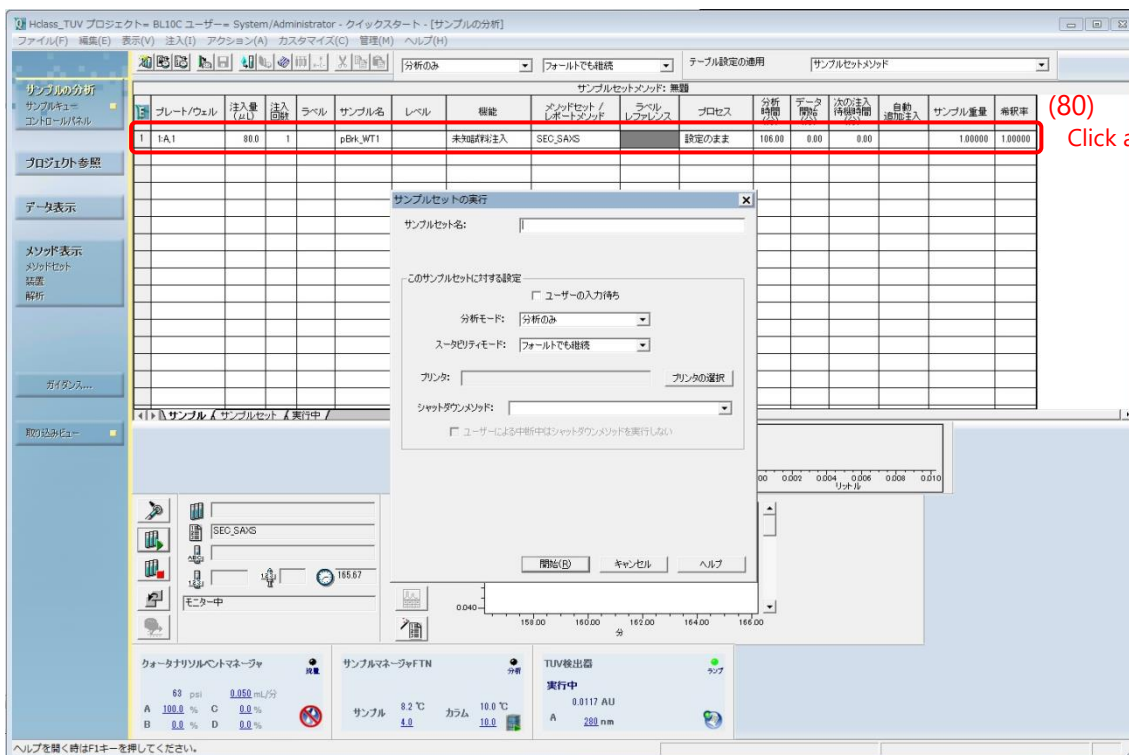 Hclass_TUV プロジェクト= BL10C ユーザー= System/Administrator - クイックスタート - [サンプルの分析]
ファイル(F) 編集(E) 表示(V) 注入(I) アクション(A) カスタマイズ(C) 管理(M) ヘルプ(H)
分析のみ フォールトでも継続 テーブル設定の適用 サンプルセットメソッド
サンプルの分析
サンプルキュー
コントロールパネル
プロジェクト参照
データ表示
メソッド表示
メソッドセット
装置
解析
ガイダンス...
取り込みビュー
サンプルセットメソッド: 無題
プレート/ウェル 注入量 (μL) 注入回数 ラベル サンプル名 レベル 機能 メソッドセット / レポートメソッド ラベルリファレンス プロセス 分析時間 (分) データ開始 (分) 次の注入待機時間 (分) 自動追加注入 サンプル重量 希釈率
1 1:A,1 80.0 1 pBrk_WT1 未知試料注入 SEC_SAXS 設定のまま 106.00 0.00 0.00 1.00000 1.00000
(80)
Click a
サンプルセットの実行
サンプルセット名:
このサンプルセットに対する設定
ユーザーの入力待ち
分析モード: 分析のみ
スータビリティモード: フォールトでも継続
プリンタ: プリンタの選択
シャットダウンメソッド:
ユーザーによる中断中はシャットダウンメソッドを実行しない
開始(R) キャンセル ヘルプ
サンプル サンプルセット 実行中
00 0.002 0.004 0.006 0.008 0.010
リットル
SEC_SAXS
165.67
モニター中
0.040
158.00 160.00 162.00 164.00 166.00
分
クォータナリソルベントマネージャ 流量
63 psi 0.050 mL/分
A 100.0 % C 0.0 %
B 0.0 % D 0.0 %
サンプルマネージャFTN 分析
サンプル 8.2 ℃ カラム 10.0 ℃
4.0 10.0
TUV検出器 ランプ
実行中
0.0117 AU
A 280 nm
ヘルプを開く時はF1キーを押してください。